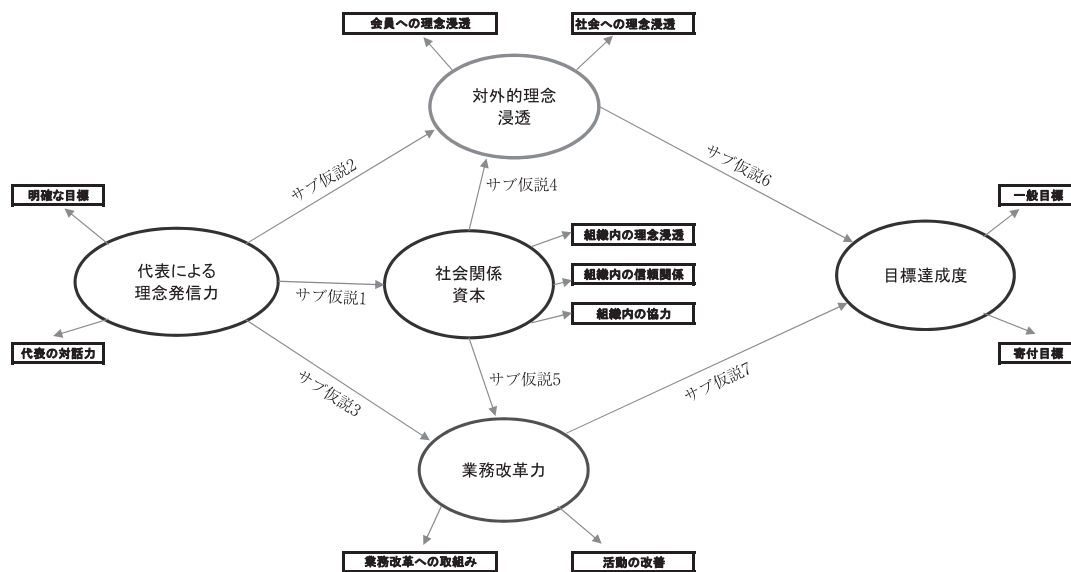 会員への理念浸透
社会への理念浸透
対外的理念
浸透
サブ仮説2
サブ仮説4
サブ仮説6
明確な目標
一般目標
組織内の理念浸透
代表による
理念発信力
社会関係
資本
組織内の信頼関係
目標達成度
サブ仮説1
組織内の協力
代表の対話力
寄付目標
サブ仮説3
サブ仮説5
サブ仮説7
業務改革力
業務改革への取組み
活動の改善